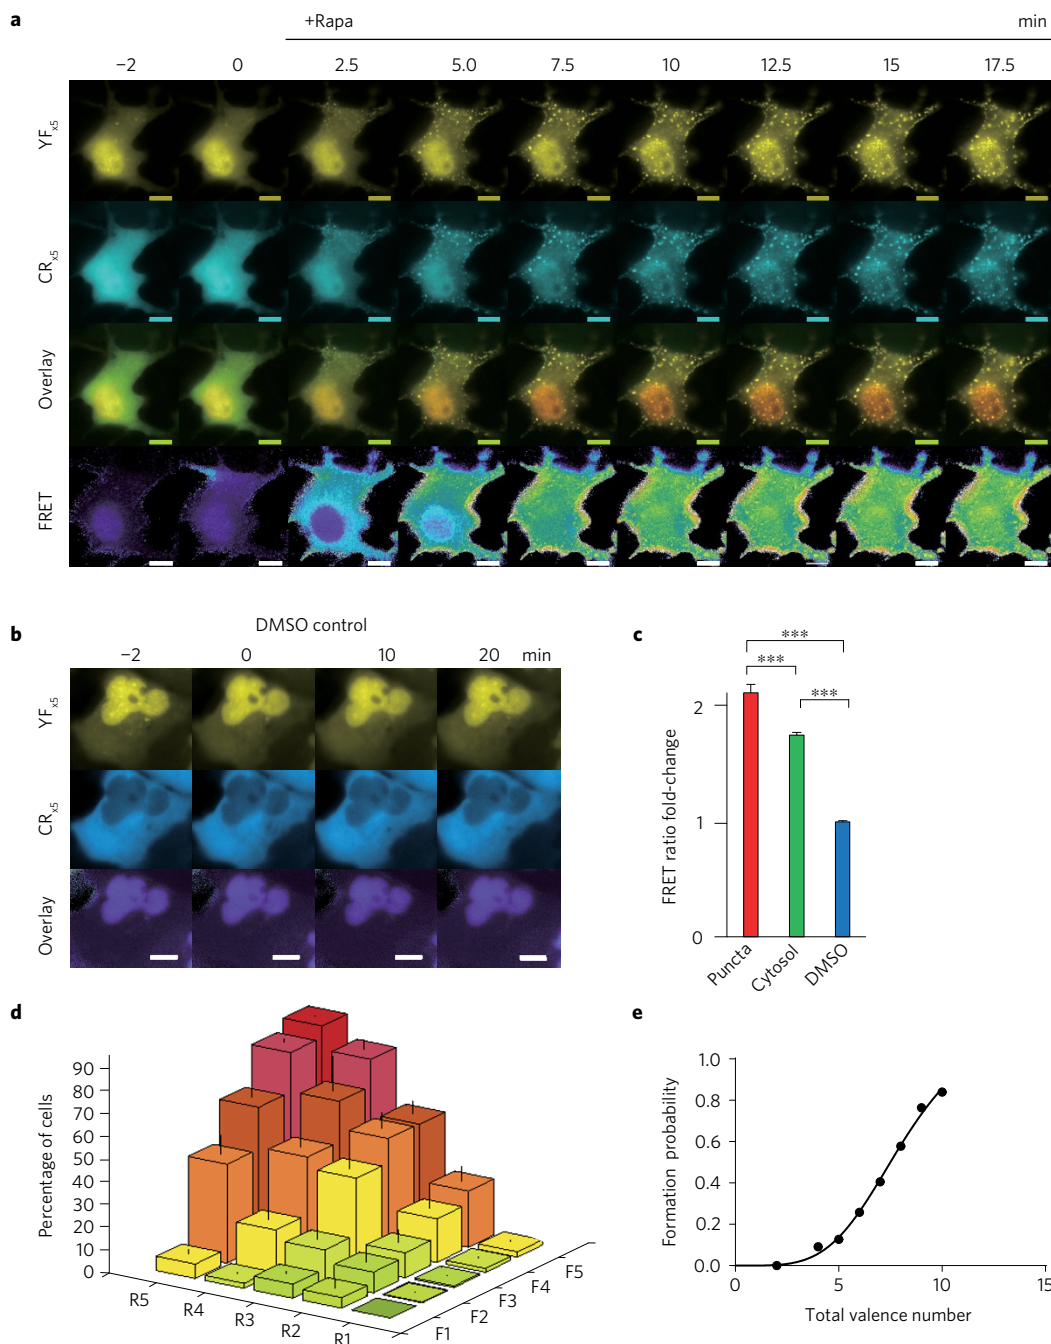 a
+Rapa
min
−2 0 2.5 5.0 7.5 10 12.5 15 17.5
YFx5
CRx5
Overlay
FRET
b
DMSO control
−2 0 10 20 min
YFx5
CRx5
Overlay
c
***
***
***
2
1
0
FRET ratio fold-change
Puncta
Cytosol
DMSO
d
Percentage of cells
90
80
70
60
50
40
30
20
10
0
R5
R4
R3
R2
R1
F1
F2
F3
F4
F5
e
Formation probability
1.0
0.8
0.6
0.4
0.2
0
0 5 10 15
Total valence number